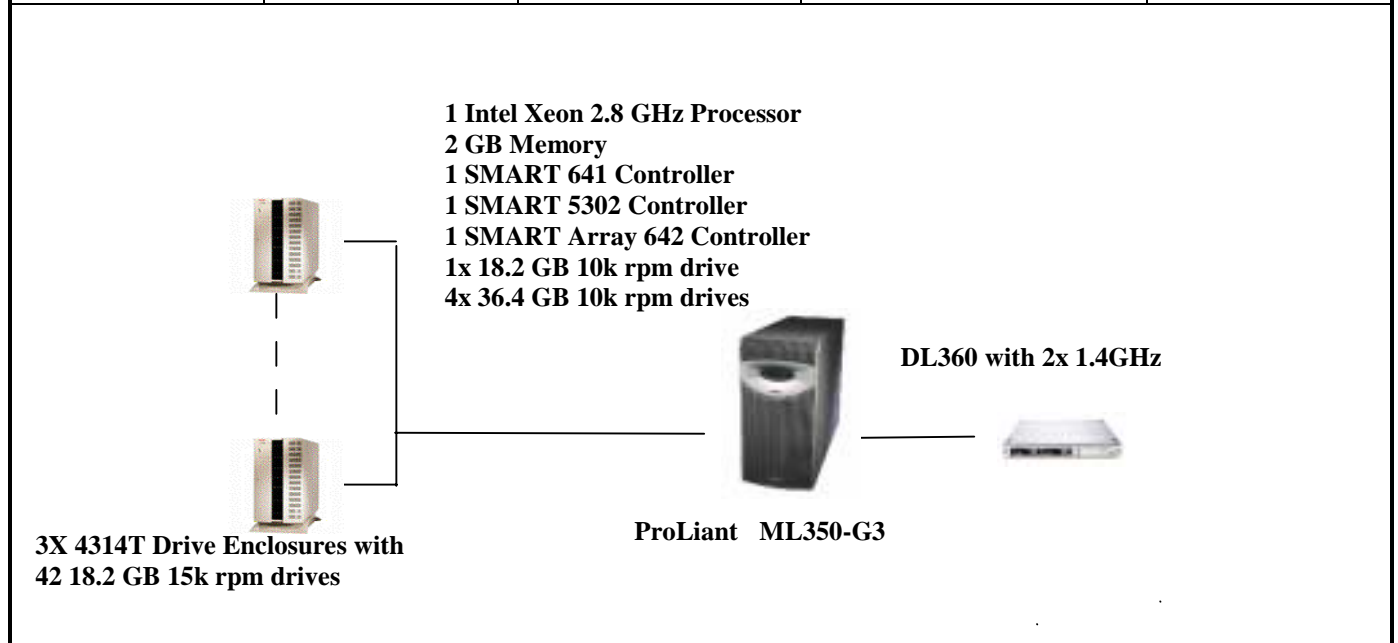 1 Intel Xeon 2.8 GHz Processor
2 GB Memory
1 SMART 641 Controller
1 SMART 5302 Controller
1 SMART Array 642 Controller
1x 18.2 GB 10k rpm drive
4x 36.4 GB 10k rpm drives
DL360 with 2x 1.4GHz
ProLiant ML350-G3
3X 4314T Drive Enclosures with
42 18.2 GB 15k rpm drives